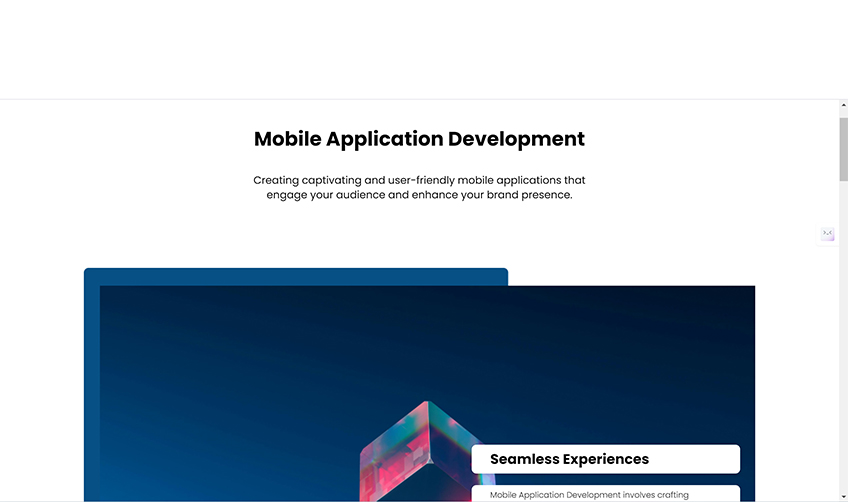 Mobile Application Development
Creating captivating and user-friendly mobile applications that
engage your audience and enhance your brand presence.
Seamless Experiences
Mobile Application Development involves crafting